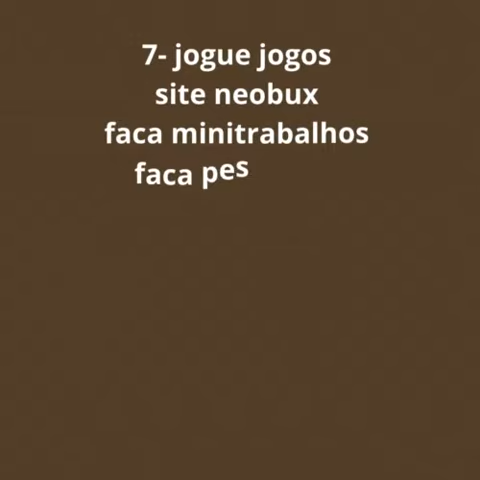 7- jogue jogos
site neobux
faca minitrabalhos
faca pes